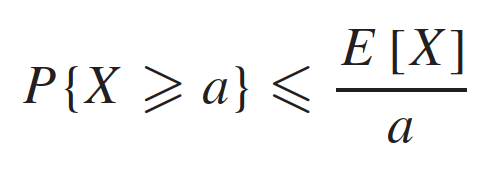 P{X ⩾ a} ⩽ E [X] / a